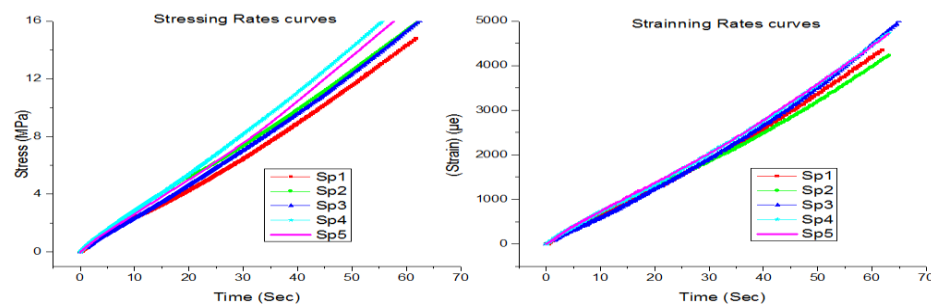 Stressing Rates curves
16
12
8
4
0
Stress (MPa)
Sp1
Sp2
Sp3
Sp4
Sp5
0 10 20 30 40 50 60 70
Time (Sec)
Strainning Rates curves
5000
4000
3000
2000
1000
0
(Strain) (µe)
Sp1
Sp2
Sp3
Sp4
Sp5
0 10 20 30 40 50 60 70
Time (Sec)